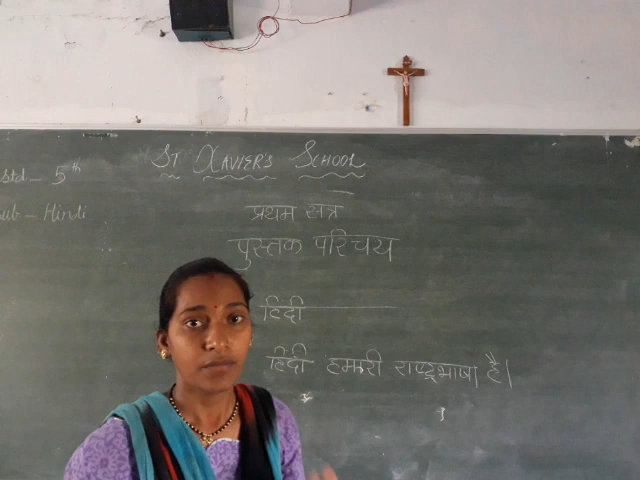 St Xavier's School
Std - 5th
Sub - Hindi
प्रथम सत्र
पुस्तक परिचय
हिंदी
हिंदी हमारी राष्ट्रभाषा है।